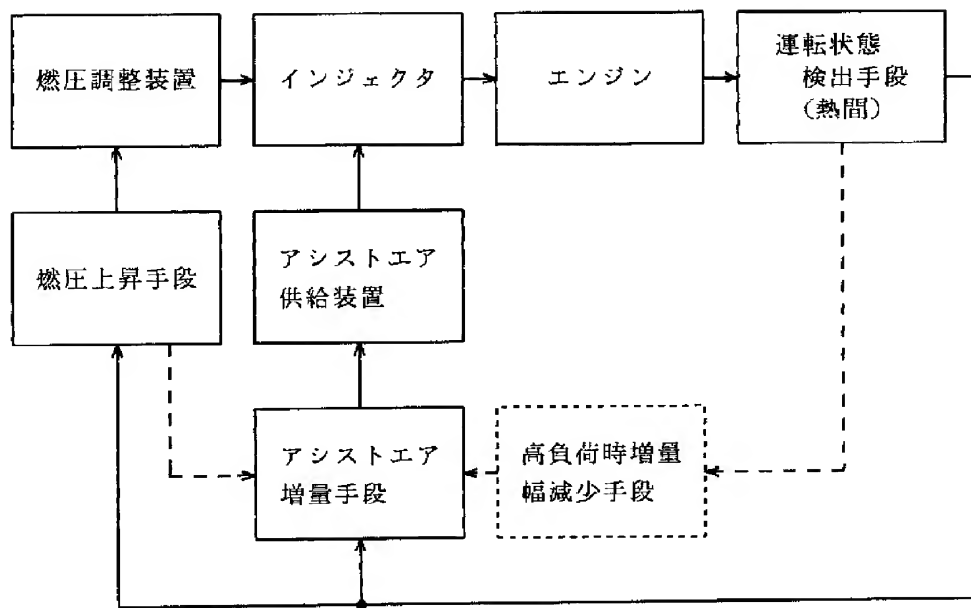 燃圧調整装置
インジェクタ
エンジン
運転状態
検出手段
(熱間)
燃圧上昇手段
アシストエア
供給装置
アシストエア
増量手段
高負荷時増量
幅減少手段